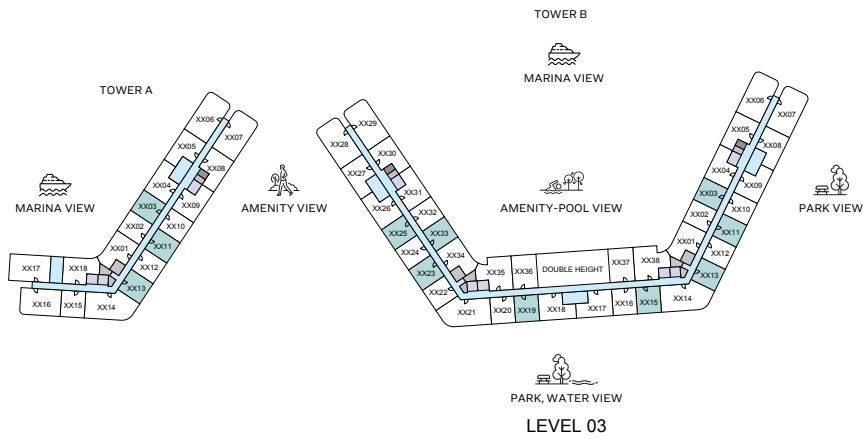 TOWER B
MARINA VIEW
TOWER A
MARINA VIEW
AMENITY VIEW
AMENITY-POOL VIEW
PARK VIEW
XX06
XX07
XX05
XX08
XX04
XX09
XX03
XX10
XX02
XX11
XX01
XX12
XX18
XX17
XX13
XX16
XX15
XX14
XX29
XX28
XX30
XX27
XX31
XX26
XX32
XX25
XX33
XX24
XX34
XX23
XX22
XX35
XX36
DOUBLE HEIGHT
XX37
XX38
XX21
XX20
XX19
XX18
XX17
XX16
XX15
XX14
XX06
XX07
XX05
XX08
XX04
XX09
XX03
XX10
XX02
XX11
XX01
XX12
XX13
PARK, WATER VIEW
LEVEL 03